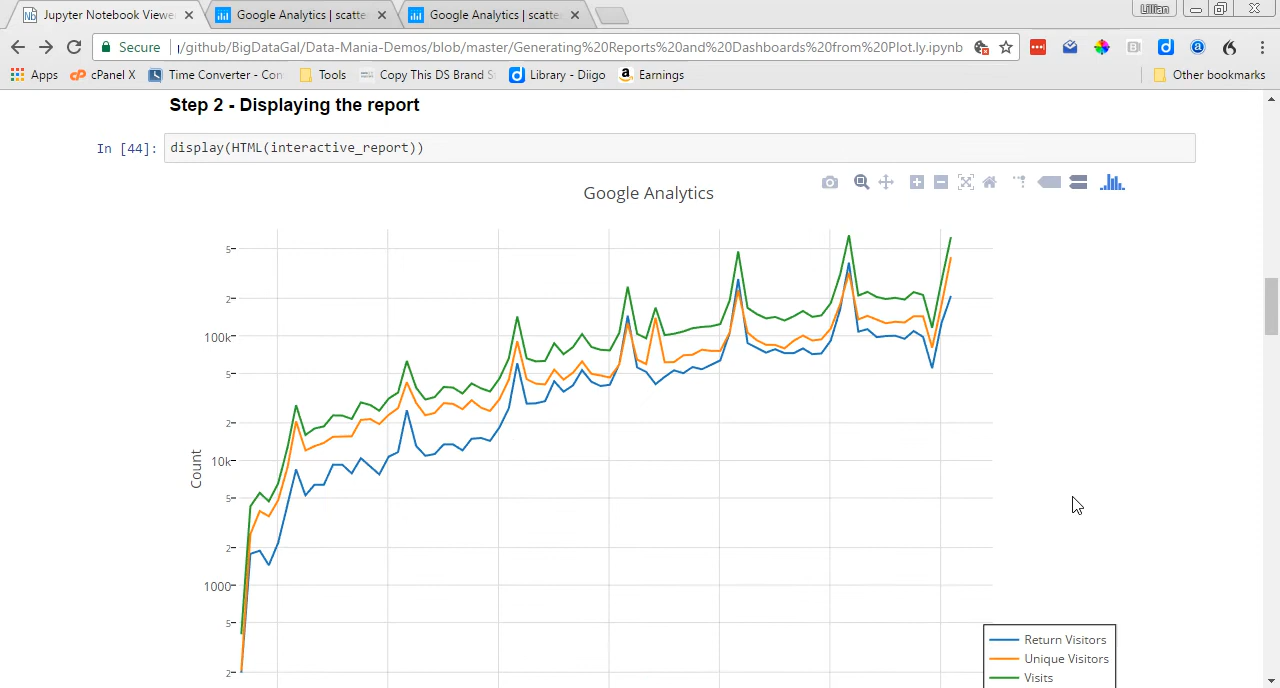 Jupyter Notebook Viewe
Google Analytics | scatte
Google Analytics | scatte
Lillian
Secure
/github/BigDataGal/Data-Mania-Demos/blob/master/Generating%20Reports%20and%20Dashboards%20from%20Plot.ly.ipynb
Apps
cPanel X
Time Converter - Con
Tools
Copy This DS Brand S
Library - Diigo
Earnings
Other bookmarks
Step 2 - Displaying the report
In [44]:
display(HTML(interactive_report))
Google Analytics
5
2
100k
5
2
10k
5
2
1000
5
2
Count
Return Visitors
Unique Visitors
Visits